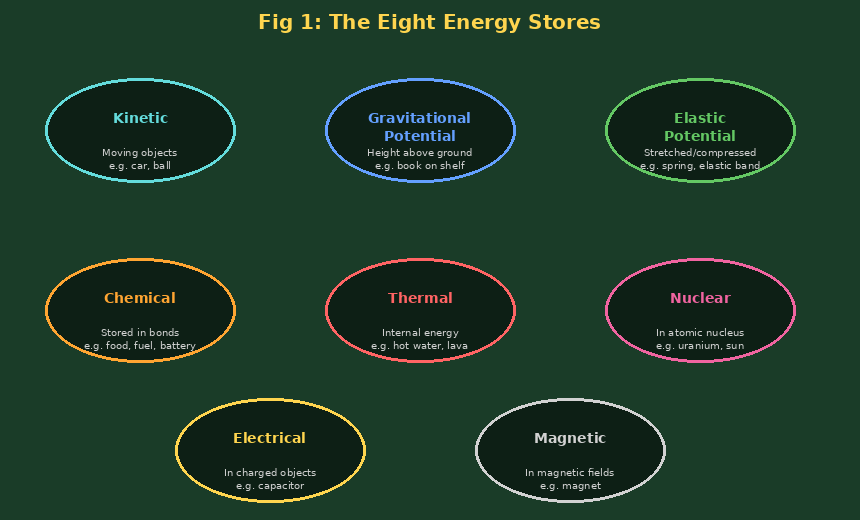 Fig 1: The Eight Energy Stores
Kinetic
Moving objects
e.g. car, ball
Gravitational
Potential
Height above ground
e.g. book on shelf
Elastic
Potential
Stretched/compressed
e.g. spring, elastic band
Chemical
Stored in bonds
e.g. food, fuel, battery
Thermal
Internal energy
e.g. hot water, lava
Nuclear
In atomic nucleus
e.g. uranium, sun
Electrical
In charged objects
e.g. capacitor
Magnetic
In magnetic fields
e.g. magnet